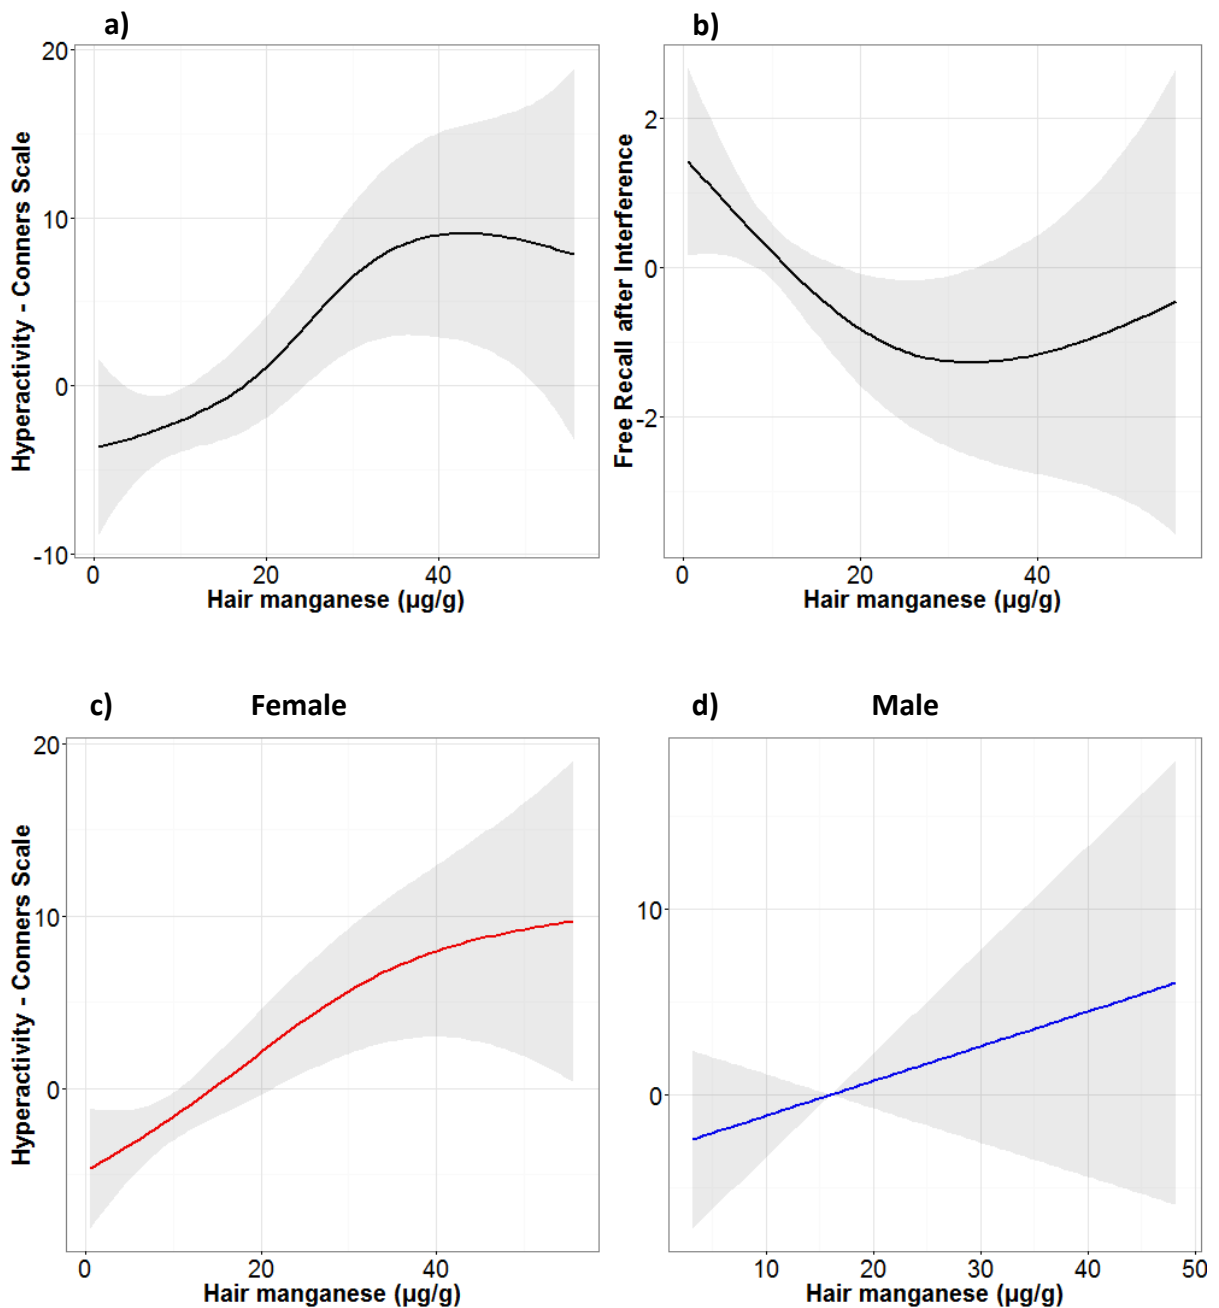 a)
20
10
0
-10
Hyperactivity - Conners Scale
0 20 40
Hair manganese (µg/g)
b)
2
0
-2
Free Recall after Interference
0 20 40
Hair manganese (µg/g)
c) Female
20
10
0
Hyperactivity - Conners Scale
0 20 40
Hair manganese (µg/g)
d) Male
10
0
10 20 30 40 50
Hair manganese (µg/g)